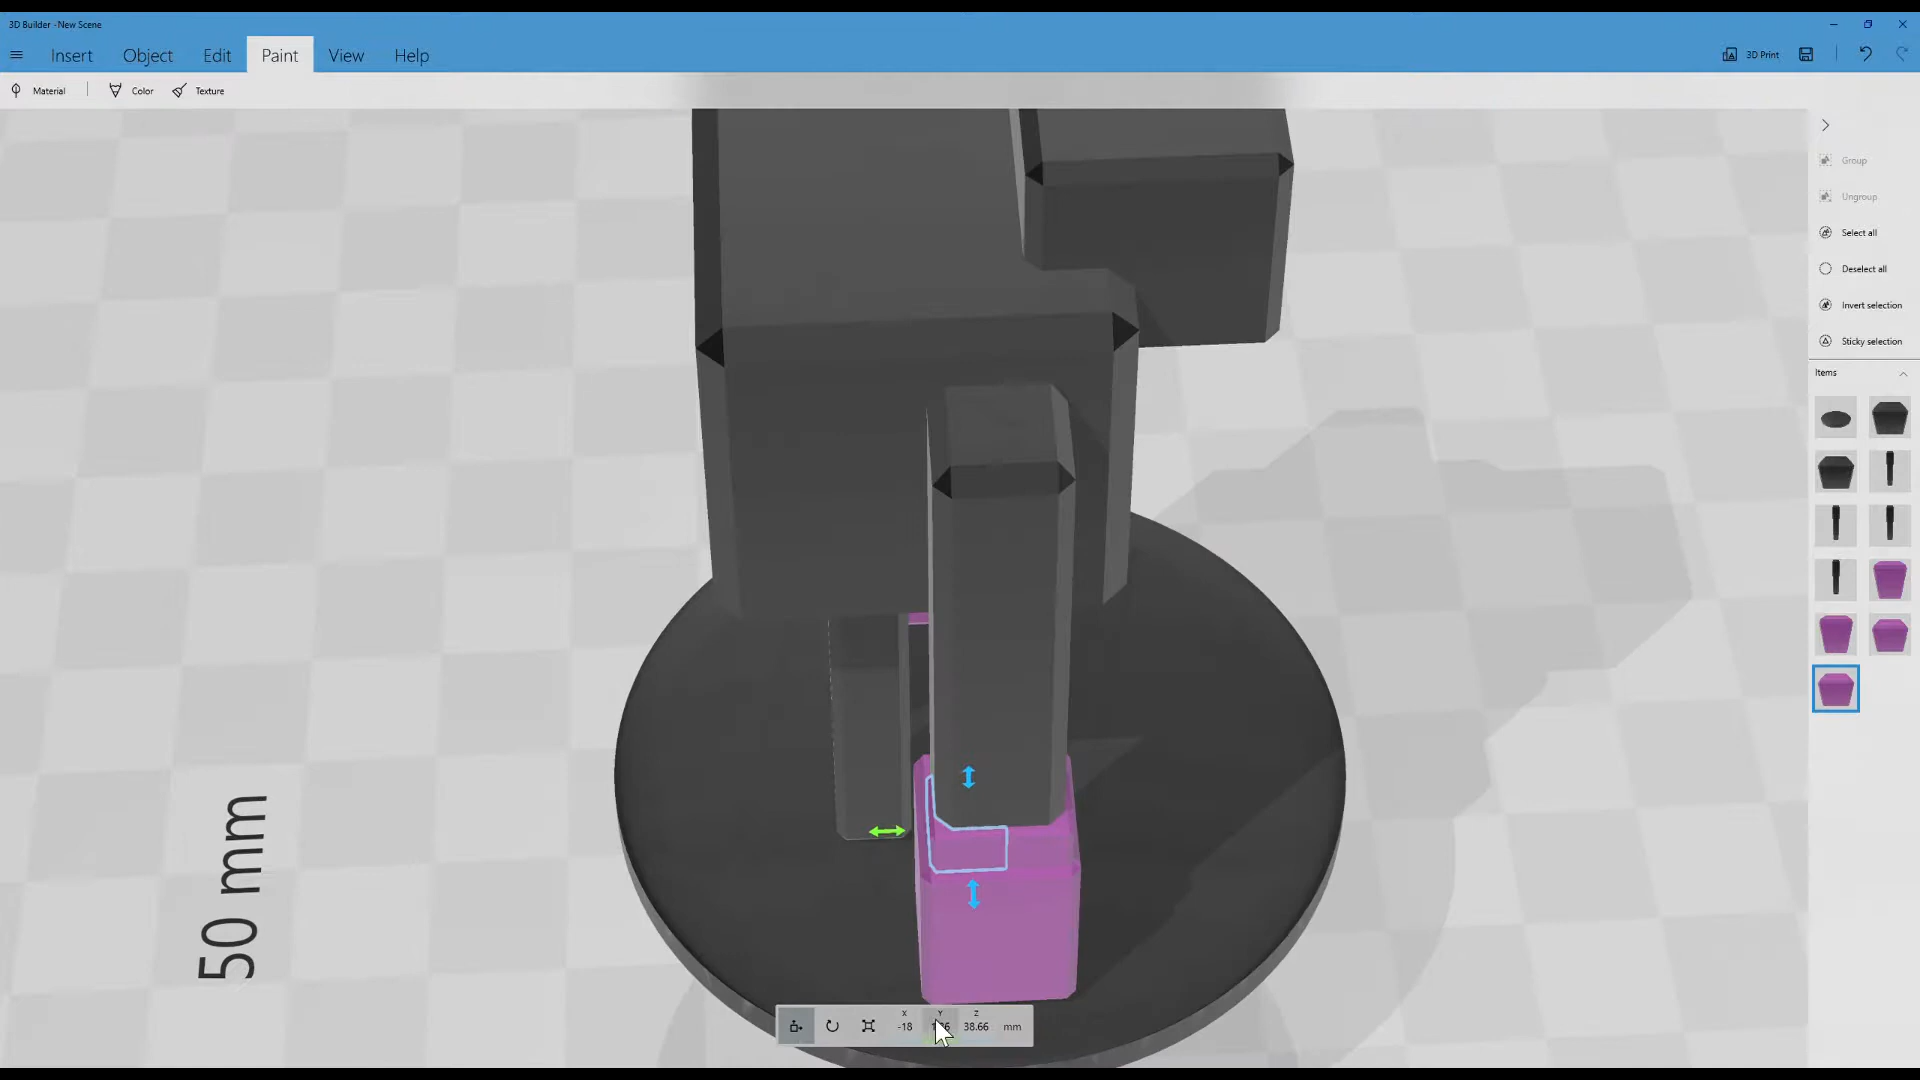 3D Builder - New Scene
Insert Object Edit Paint View Help
3D Print
Material Color Texture
Group
Ungroup
Select all
Deselect all
Invert selection
Sticky selection
Items
50 mm
X Y Z
-18 38.66 mm